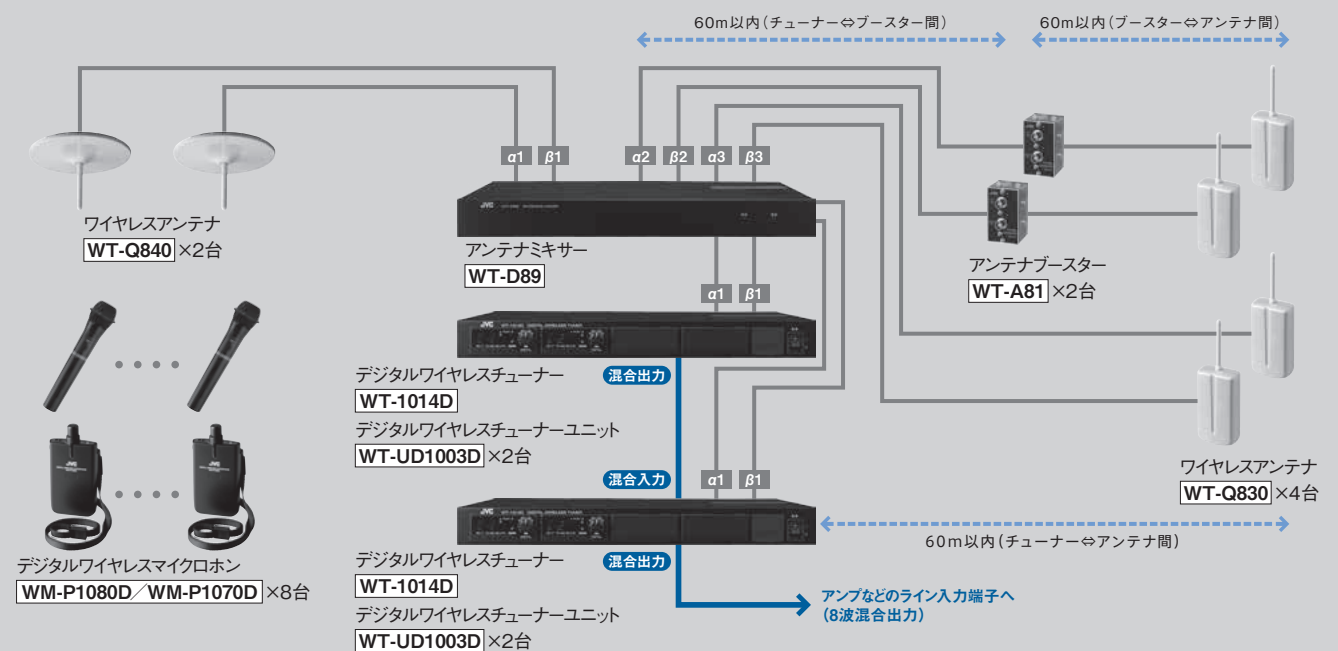 60m以内（チューナー⇔ブースター間）
60m以内（ブースター⇔アンテナ間）
α1
β1
α2
β2
α3
β3
JVC
ワイヤレスアンテナ
WT-Q840×2台
アンテナミキサー
WT-D89
アンテナブースター
WT-A81×2台
α1
β1
JVC
デジタルワイヤレスチューナー
混合出力
WT-1014D
デジタルワイヤレスチューナーユニット
WT-UD1003D×2台
混合入力
α1
β1
ワイヤレスアンテナ
WT-Q830×4台
JVC
JVC
JVC
60m以内（チューナー⇔アンテナ間）
デジタルワイヤレスマイクロホン
WM-P1080D／WM-P1070D×8台
デジタルワイヤレスチューナー
混合出力
WT-1014D
アンプなどのライン入力端子へ
（8波混合出力）
デジタルワイヤレスチューナーユニット
WT-UD1003D×2台